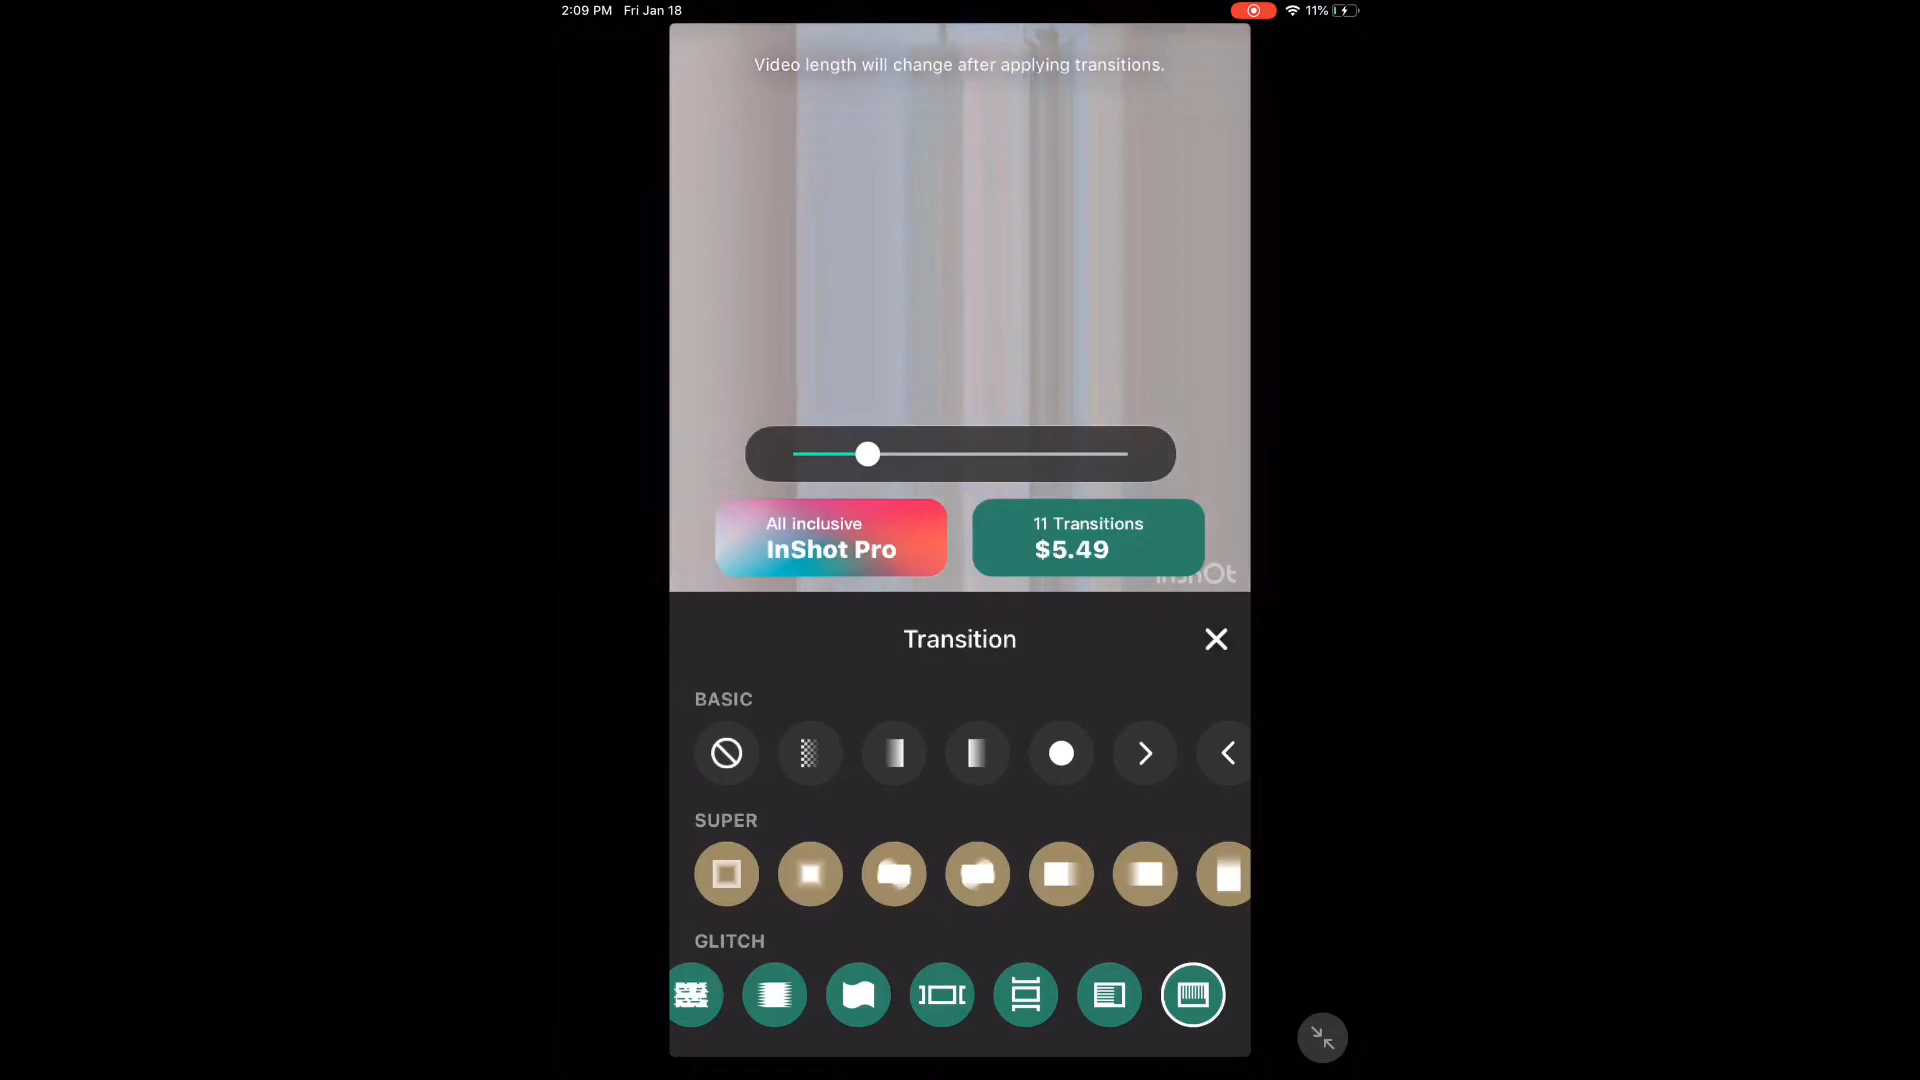 2:09 PM Fri Jan 18
11%
Video length will change after applying transitions.
All inclusive
InShot Pro
11 Transitions
$5.49
InShOt
Transition
BASIC
SUPER
GLITCH